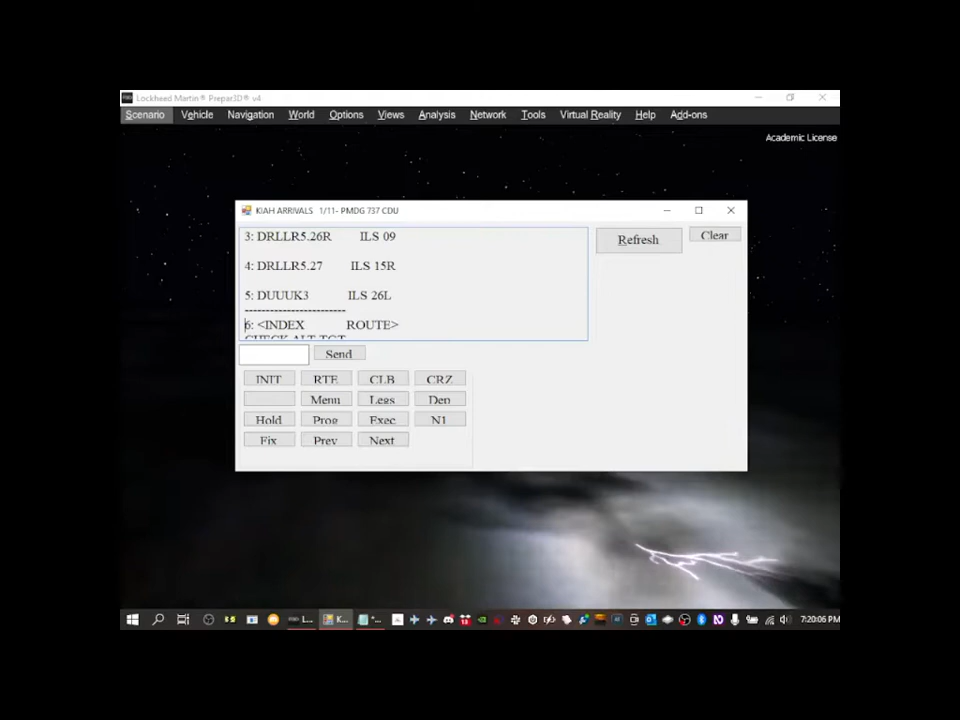 Lockheed Martin® Prepar3D® v4
Scenario Vehicle Navigation World Options Views Analysis Network Tools Virtual Reality Help Add-ons
Academic License
KIAH ARRIVALS 1/11- PMDG 737 CDU
3: DRLLR5.26R ILS 09
4: DRLLR5.27 ILS 15R
5: DUUUK3 ILS 26L
------------------------
6: <INDEX ROUTE>
CHECK ALT TGT
Refresh Clear
Send
INIT RTE CLB CRZ
Menu Legs Dep
Hold Prog Exec N1
Fix Prev Next
L... K... *...
7:20:06 PM